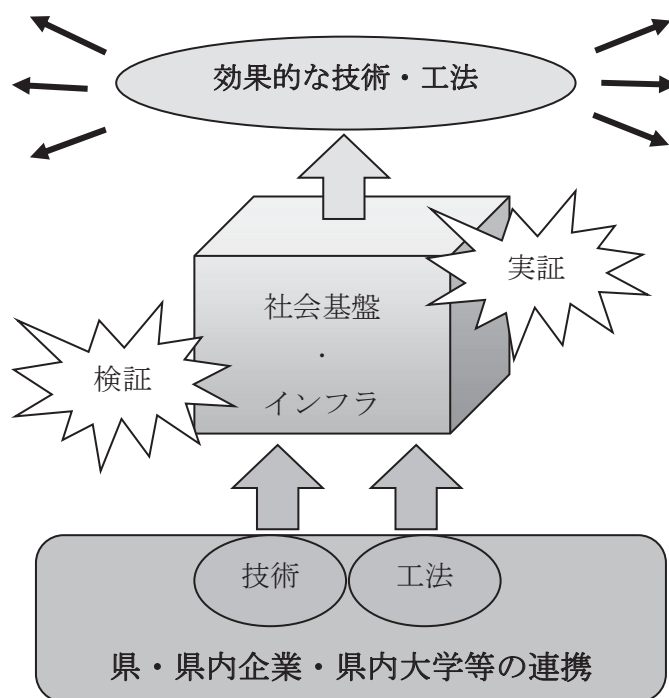 効果的な技術・工法
実証
社会基盤
・
インフラ
検証
技術
工法
県・県内企業・県内大学等の連携